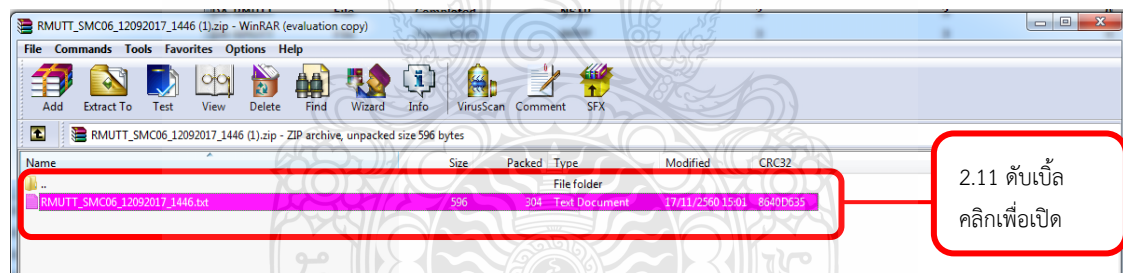 RMUTT_SMC06_12092017_1446 (1).zip - WinRAR (evaluation copy)
File Commands Tools Favorites Options Help
Add Extract To Test View Delete Find Wizard Info VirusScan Comment SFX
RMUTT_SMC06_12092017_1446 (1).zip - ZIP archive, unpacked size 596 bytes
Name Size Packed Type Modified CRC32
.. File folder
RMUTT_SMC06_12092017_1446.txt 596 304 Text Document 17/11/2560 15:01 8640D635
2.11 ดับเบิ้ล
คลิกเพื่อเปิด